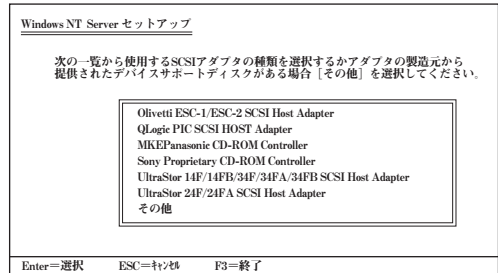 Windows NT Server セットアップ
次の一覧から使用するSCSIアダプタの種類を選択するかアダプタの製造元から
提供されたデバイスサポートディスクがある場合［その他］を選択してください。
Olivetti ESC-1/ESC-2 SCSI Host Adapter
QLogic PIC SCSI HOST Adapter
MKEPanasonic CD-ROM Controller
Sony Proprietary CD-ROM Controller
UltraStor 14F/14FB/34F/34FA/34FB SCSI Host Adapter
UltraStor 24F/24FA SCSI Host Adapter
その他
Enter＝選択 ESC＝ｷｬﾝｾﾙ F3＝終了